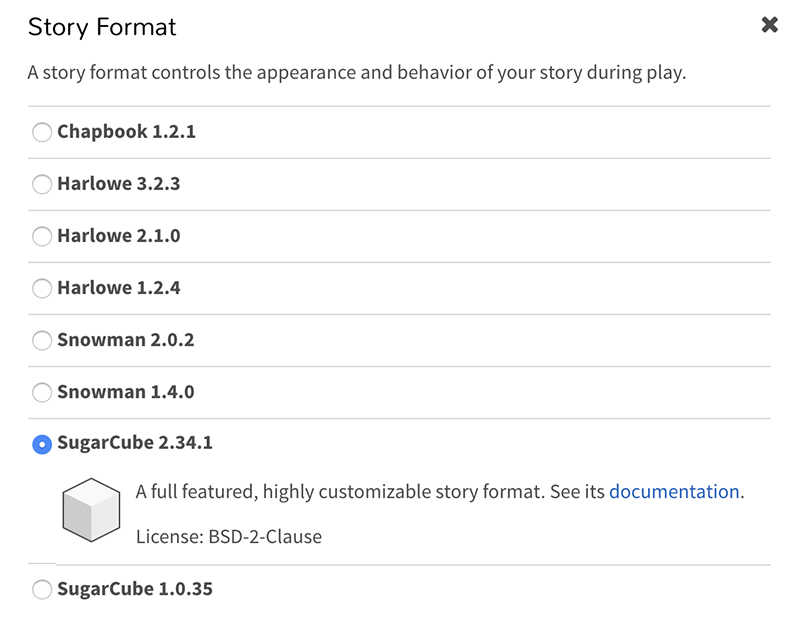 Story Format
A story format controls the appearance and behavior of your story during play.
Chapbook 1.2.1
Harlowe 3.2.3
Harlowe 2.1.0
Harlowe 1.2.4
Snowman 2.0.2
Snowman 1.4.0
SugarCube 2.34.1
A full featured, highly customizable story format. See its documentation.
License: BSD-2-Clause
SugarCube 1.0.35